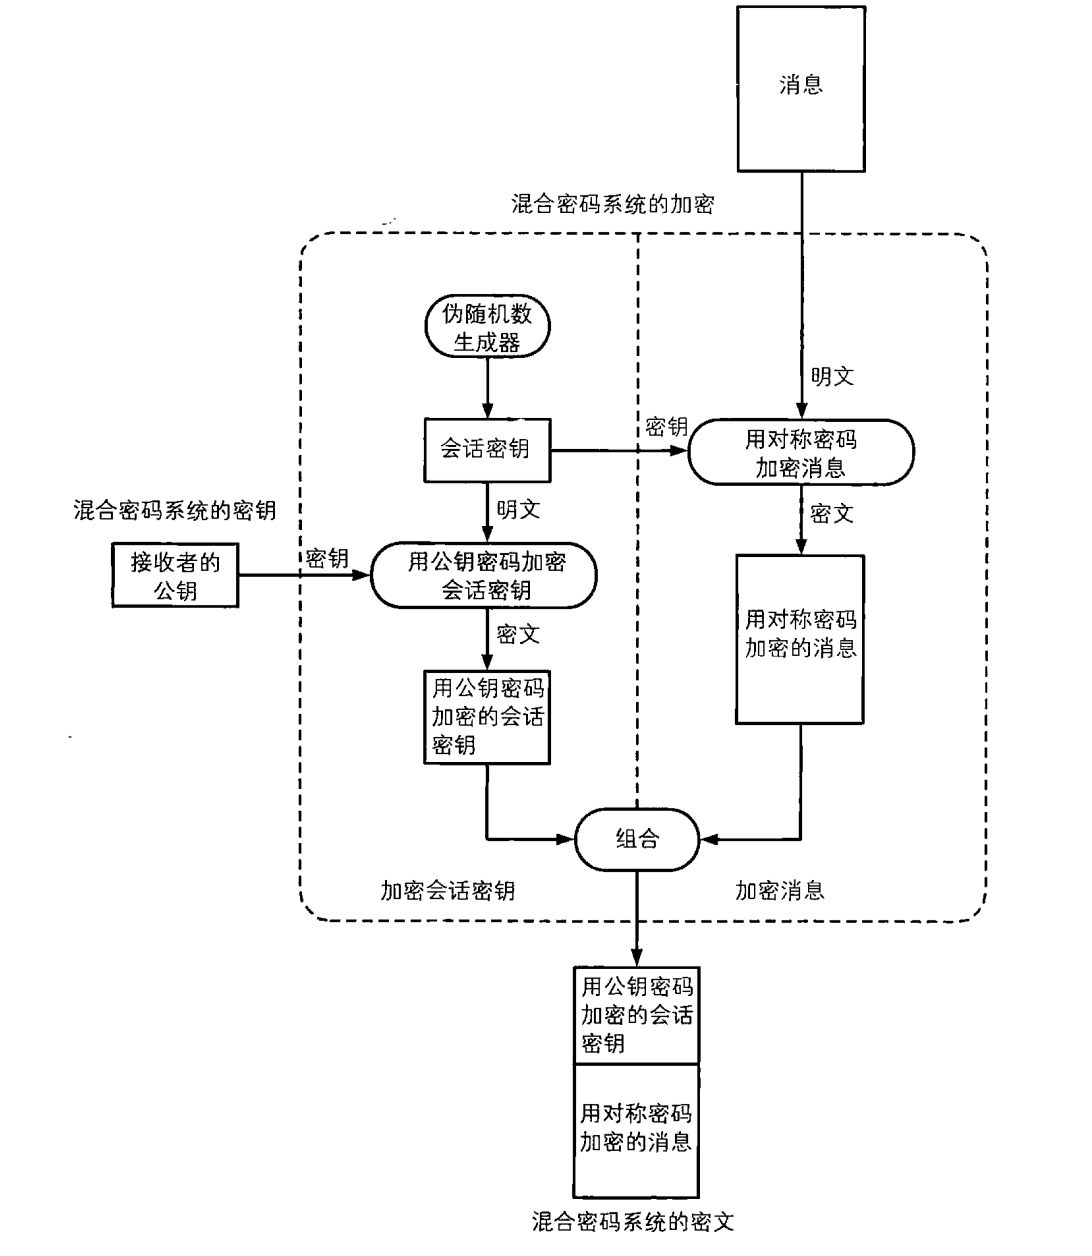 消息
混合密码系统的加密
伪随机数
生成器
明文
会话密钥
密钥
用对称密码
加密消息
明文
密文
混合密码系统的密钥
接收者的
公钥
密钥
用公钥密码加密
会话密钥
密文
用对称密码
加密的消息
用公钥密码
加密的会话
密钥
组合
加密会话密钥
加密消息
用公钥密码
加密的会话
密钥
用对称密码
加密的消息
混合密码系统的密文